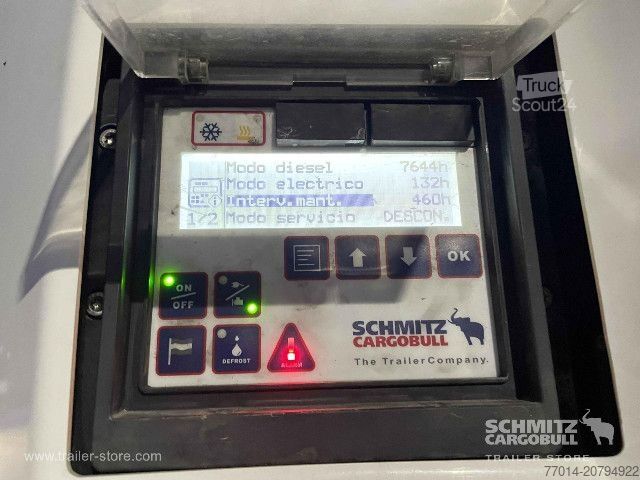 Truck
Scout24
Modo diesel 7644h
Modo electrico 132h
Interv.mant. 460h
1/2 Modo servicio DESCON.
OK
ON
OFF
DEFROST
ALARM
SCHMITZ
CARGOBULL
The TrailerCompany.
SCHMITZ
CARGOBULL
TRAILER STORE
www.trailer-store.com
77014-20794922